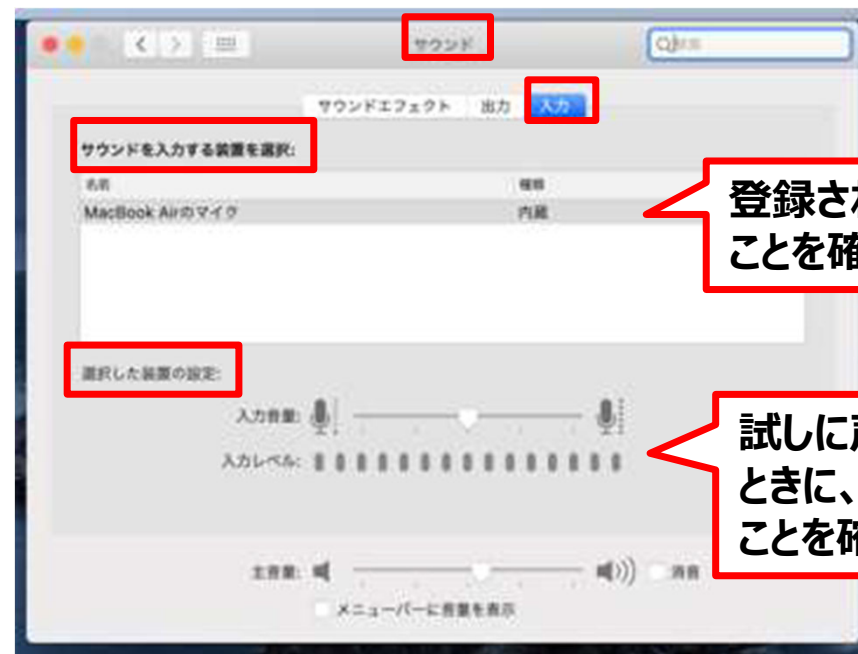 サウンド
検索
サウンドエフェクト 出力 入力
サウンドを入力する装置を選択:
名前 種類
MacBook Airのマイク 内蔵
登録さ
ことを確
選択した装置の設定:
入力音量:
入力レベル:
試しに
ときに、
ことを確
主音量: 消音
メニューバーに音量を表示